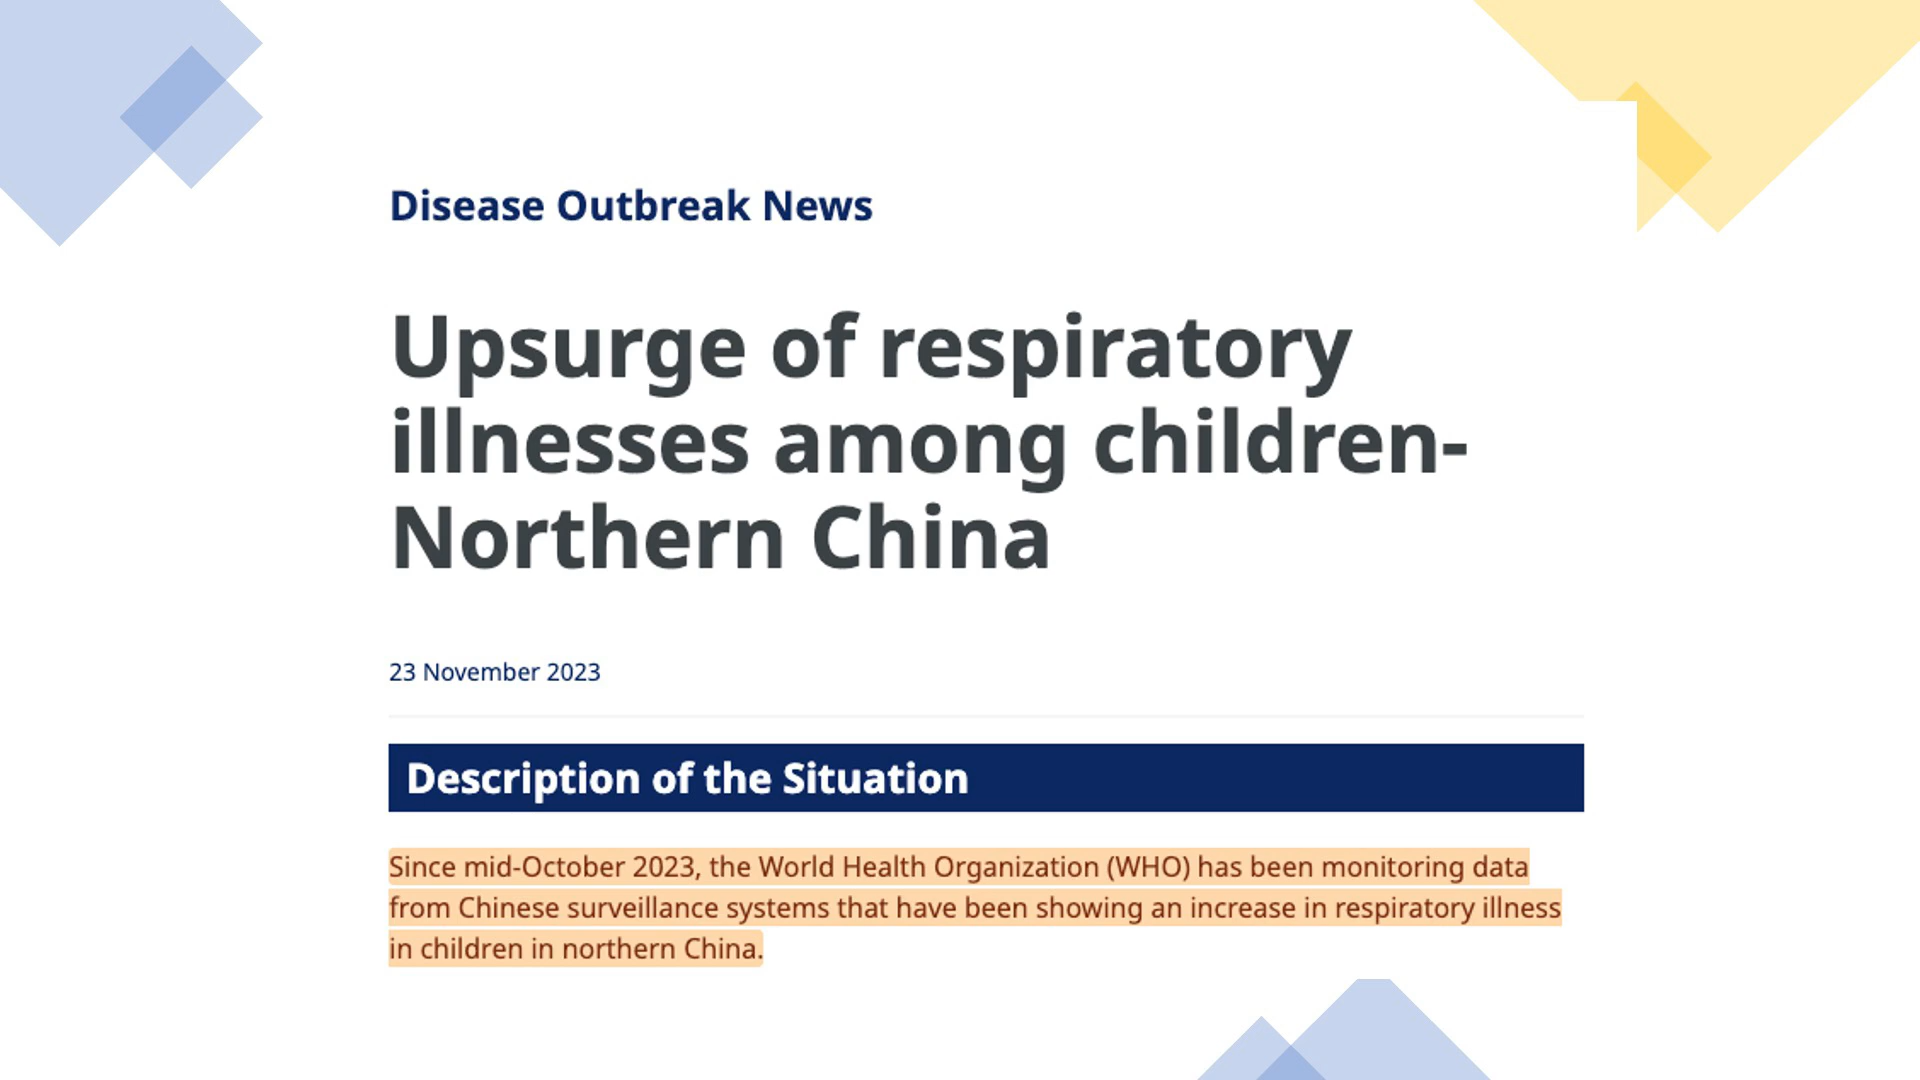 Disease Outbreak News
Upsurge of respiratory
illnesses among children-
Northern China
23 November 2023
Description of the Situation
Since mid-October 2023, the World Health Organization (WHO) has been monitoring data
from Chinese surveillance systems that have been showing an increase in respiratory illness
in children in northern China.